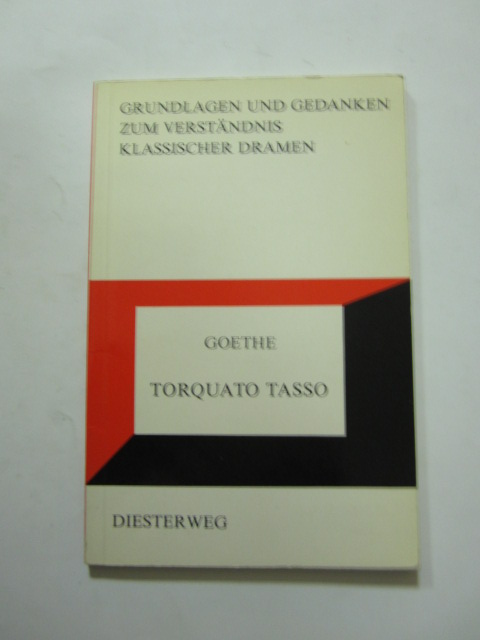 GRUNDLAGEN UND GEDANKEN
ZUM VERSTÄNDNIS
KLASSISCHER DRAMEN
GOETHE
TORQUATO TASSO
DIESTERWEG